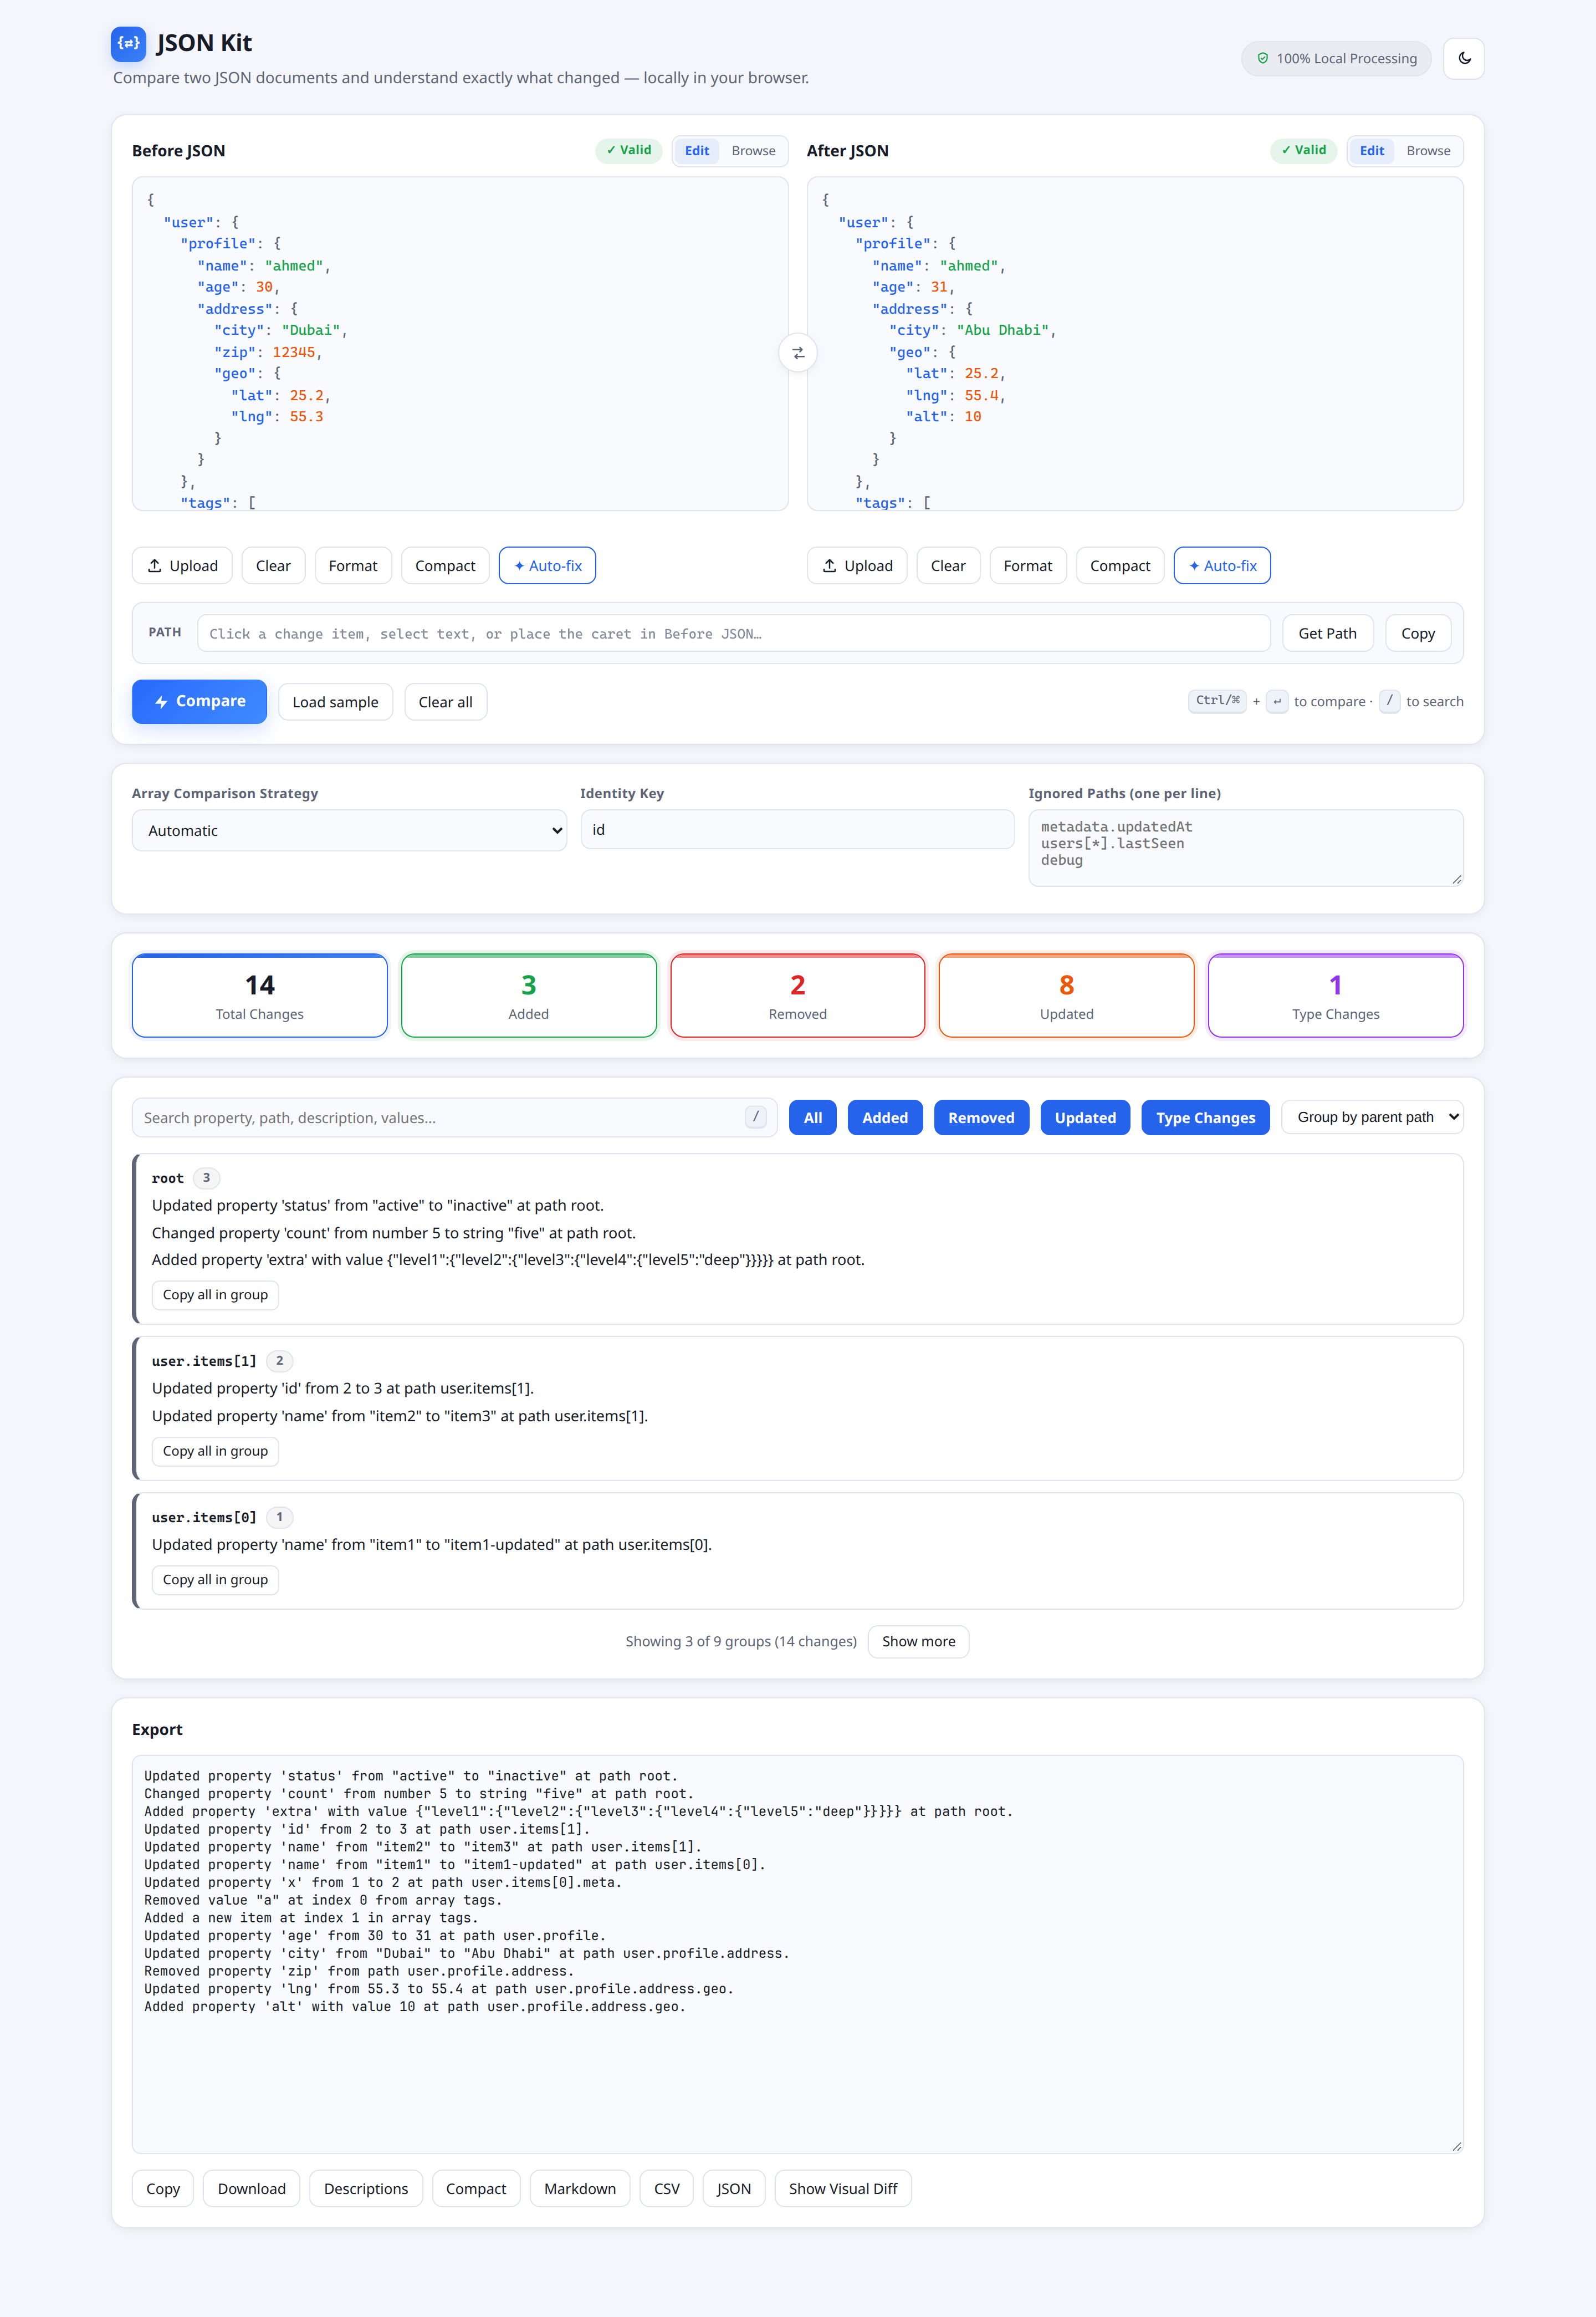 {⇄} JSON Kit
Compare two JSON documents and understand exactly what changed — locally in your browser.
100% Local Processing
Before JSON
✓ Valid
Edit
Browse
{
  "user": {
    "profile": {
      "name": "ahmed",
      "age": 30,
      "address": {
        "city": "Dubai",
        "zip": 12345,
        "geo": {
          "lat": 25.2,
          "lng": 55.3
        }
      }
    },
    "tags": [
After JSON
✓ Valid
Edit
Browse
{
  "user": {
    "profile": {
      "name": "ahmed",
      "age": 31,
      "address": {
        "city": "Abu Dhabi",
        "geo": {
          "lat": 25.2,
          "lng": 55.4,
          "alt": 10
        }
      }
    },
    "tags": [
Upload
Clear
Format
Compact
✦ Auto-fix
Upload
Clear
Format
Compact
✦ Auto-fix
PATH
Click a change item, select text, or place the caret in Before JSON…
Get Path
Copy
Compare
Load sample
Clear all
Ctrl/⌘ + ↵ to compare · / to search
Array Comparison Strategy
Automatic
Identity Key
id
Ignored Paths (one per line)
metadata.updatedAt
users[*].lastSeen
debug
14
Total Changes
3
Added
2
Removed
8
Updated
1
Type Changes
Search property, path, description, values...
/
All
Added
Removed
Updated
Type Changes
Group by parent path
root 3
Updated property 'status' from "active" to "inactive" at path root.
Changed property 'count' from number 5 to string "five" at path root.
Added property 'extra' with value {"level1":{"level2":{"level3":{"level4":{"level5":"deep"}}}}} at path root.
Copy all in group
user.items[1] 2
Updated property 'id' from 2 to 3 at path user.items[1].
Updated property 'name' from "item2" to "item3" at path user.items[1].
Copy all in group
user.items[0] 1
Updated property 'name' from "item1" to "item1-updated" at path user.items[0].
Copy all in group
Showing 3 of 9 groups (14 changes)
Show more
Export
Updated property 'status' from "active" to "inactive" at path root.
Changed property 'count' from number 5 to string "five" at path root.
Added property 'extra' with value {"level1":{"level2":{"level3":{"level4":{"level5":"deep"}}}}} at path root.
Updated property 'id' from 2 to 3 at path user.items[1].
Updated property 'name' from "item2" to "item3" at path user.items[1].
Updated property 'name' from "item1" to "item1-updated" at path user.items[0].
Updated property 'x' from 1 to 2 at path user.items[0].meta.
Removed value "a" at index 0 from array tags.
Added a new item at index 1 in array tags.
Updated property 'age' from 30 to 31 at path user.profile.
Updated property 'city' from "Dubai" to "Abu Dhabi" at path user.profile.address.
Removed property 'zip' from path user.profile.address.
Updated property 'lng' from 55.3 to 55.4 at path user.profile.address.geo.
Added property 'alt' with value 10 at path user.profile.address.geo.
Copy
Download
Descriptions
Compact
Markdown
CSV
JSON
Show Visual Diff